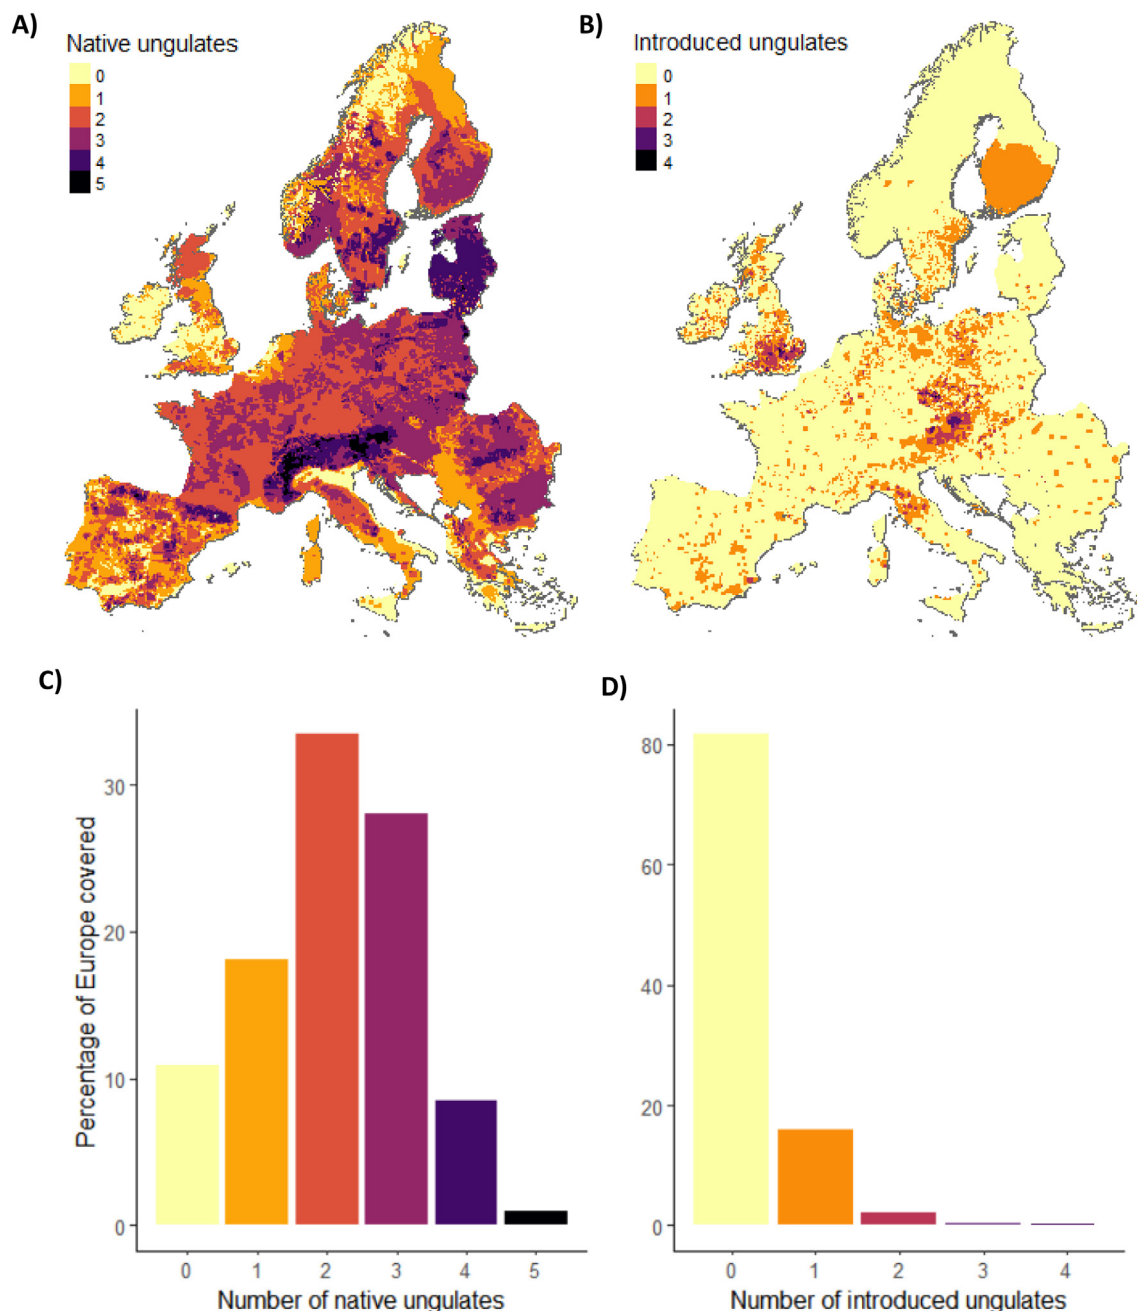 A)
Native ungulates
0
1
2
3
4
5
B)
Introduced ungulates
0
1
2
3
4
C)
Percentage of Europe covered
30
20
10
0
0 1 2 3 4 5
Number of native ungulates
D)
80
60
40
20
0
0 1 2 3 4
Number of introduced ungulates